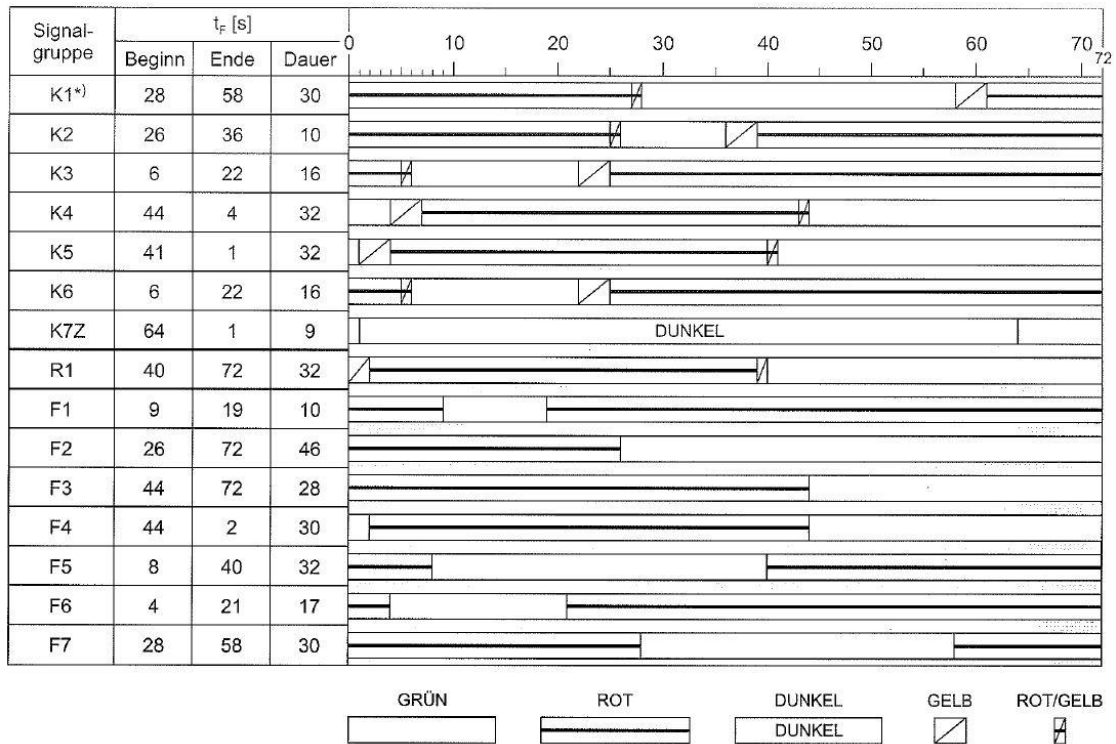 Signal-
gruppe
t_F [s]
Beginn Ende Dauer
0 10 20 30 40 50 60 70 72
K1*) 28 58 30
K2 26 36 10
K3 6 22 16
K4 44 4 32
K5 41 1 32
K6 6 22 16
K7Z 64 1 9 DUNKEL
R1 40 72 32
F1 9 19 10
F2 26 72 46
F3 44 72 28
F4 44 2 30
F5 8 40 32
F6 4 21 17
F7 28 58 30
GRÜN ROT DUNKEL GELB ROT/GELB
DUNKEL